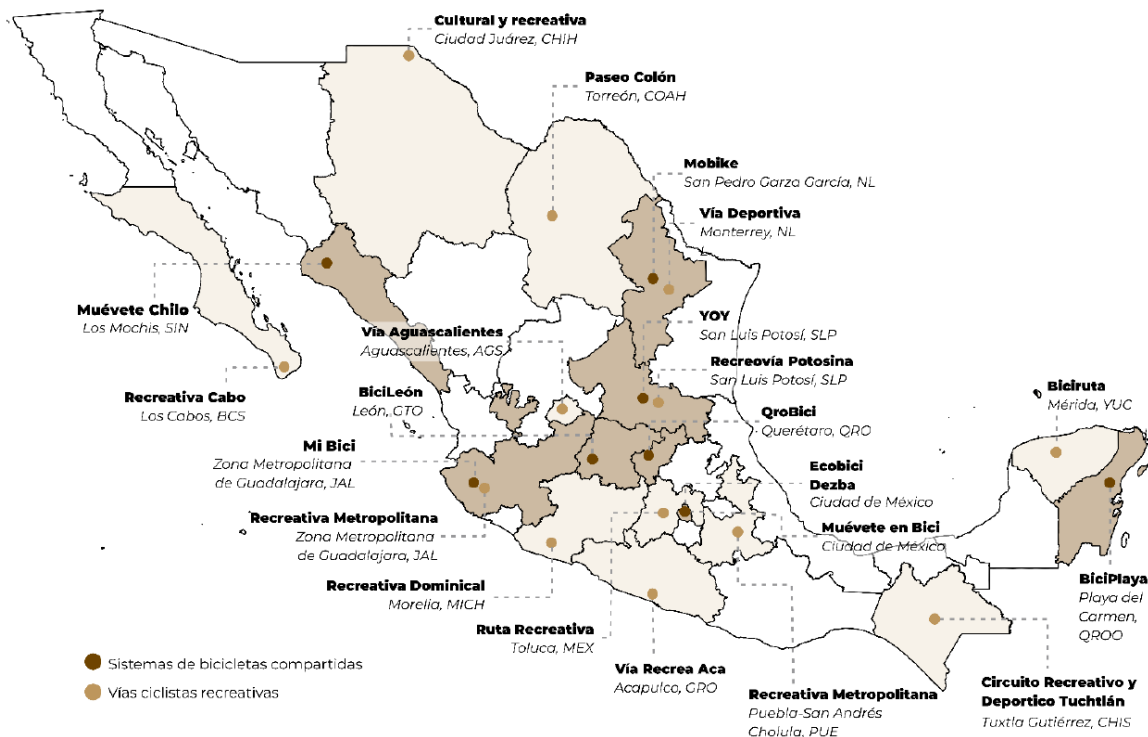 Cultural y recreativa
Ciudad Juárez, CHIH
Paseo Colón
Torreón, COAH
Mobike
San Pedro Garza García, NL
Vía Deportiva
Monterrey, NL
Muévete Chilo
Los Mochis, SIN
YOY
San Luis Potosí, SLP
Vía Aguascalientes
Aguascalientes, AGS
Recreovía Potosina
San Luis Potosí, SLP
Recreativa Cabo
Los Cabos, BCS
BiciLeón
León, GTO
QroBici
Querétaro, QRO
Biciruta
Mérida, YUC
Mi Bici
Zona Metropolitana
de Guadalajara, JAL
Ecobici
Dezba
Ciudad de México
Recreativa Metropolitana
Zona Metropolitana
de Guadalajara, JAL
Muévete en Bici
Ciudad de México
Recreativa Dominical
Morelia, MICH
BiciPlaya
Playa del
Carmen,
QROO
Ruta Recreativa
Toluca, MEX
Vía Recrea Aca
Acapulco, GRO
Recreativa Metropolitana
Puebla-San Andrés
Cholula, PUE
Circuito Recreativo y
Deportico Tuchtlán
Tuxtla Gutiérrez, CHIS
Sistemas de bicicletas compartidas
Vías ciclistas recreativas